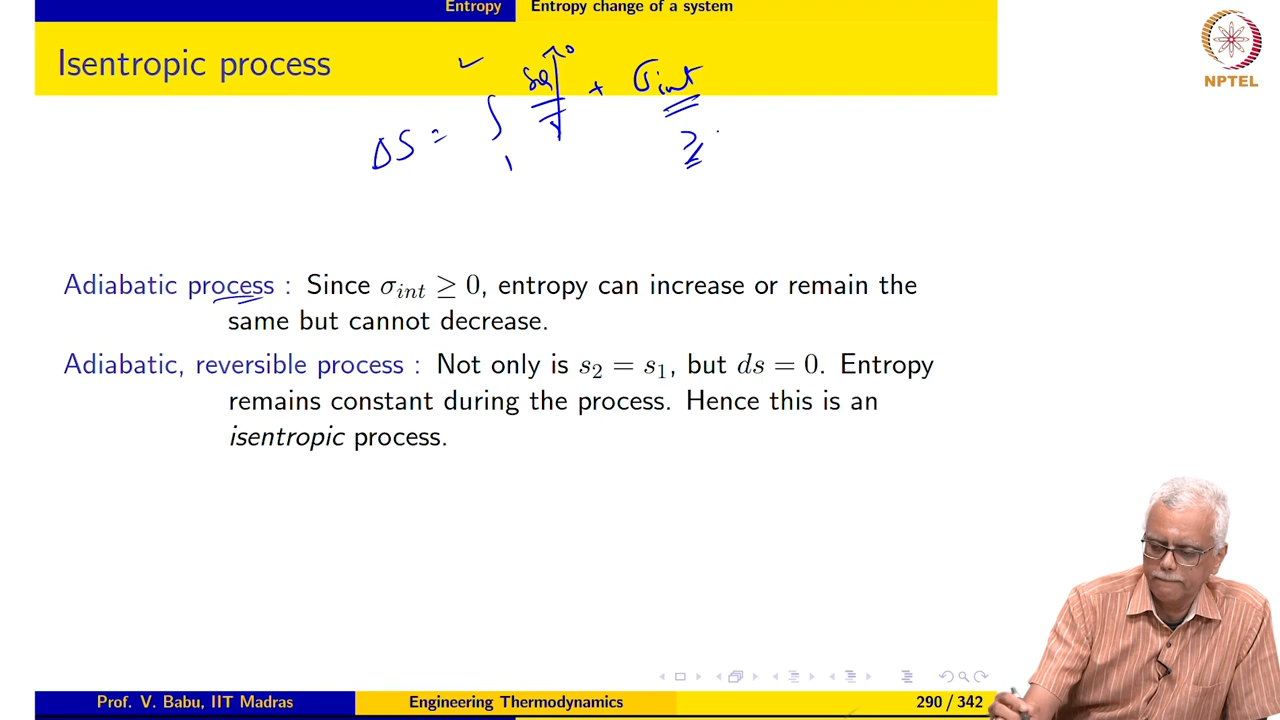 Entropy Entropy change of a system
Isentropic process
NPTEL
ΔS = ∫₁ δQ/T → 0 + σint
≥
Adiabatic process : Since σint ≥ 0, entropy can increase or remain the
same but cannot decrease.
Adiabatic, reversible process : Not only is s₂ = s₁, but ds = 0. Entropy
remains constant during the process. Hence this is an
isentropic process.
Prof. V. Babu, IIT Madras Engineering Thermodynamics 290 / 342